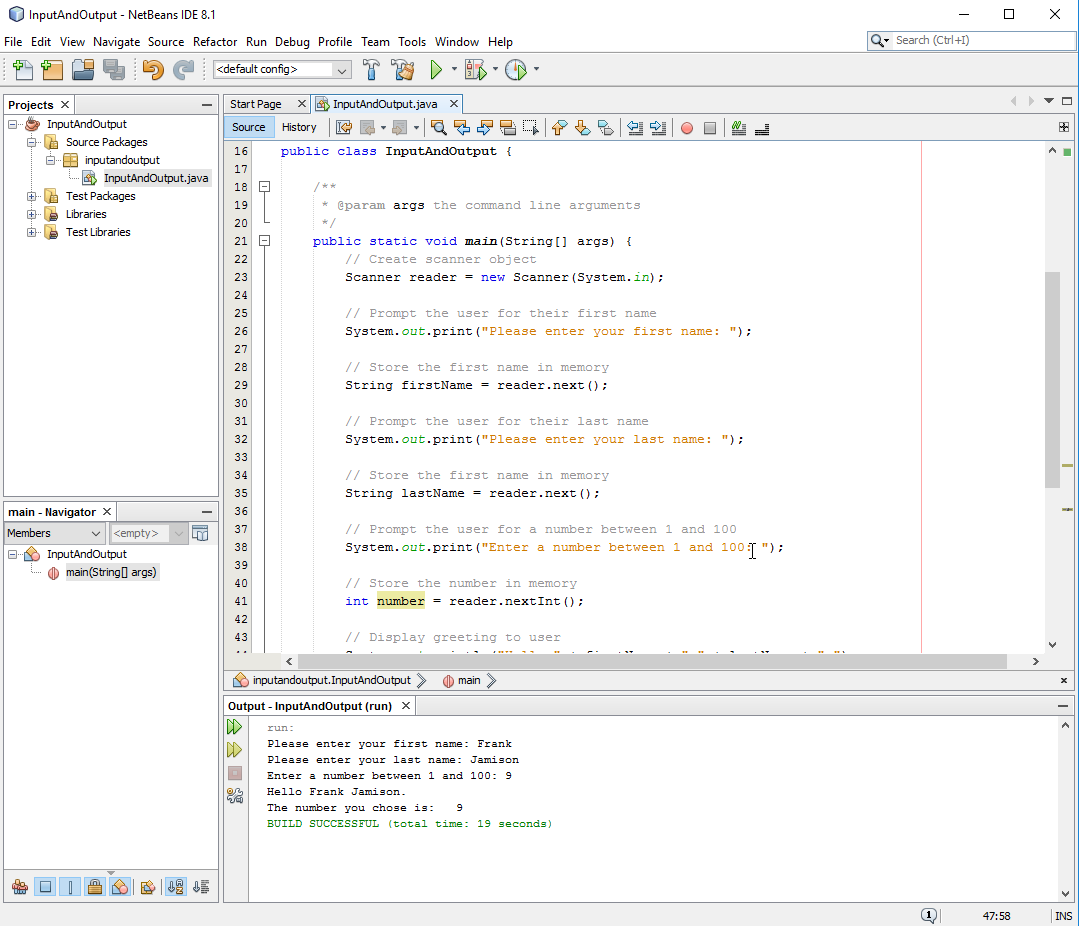 InputAndOutput - NetBeans IDE 8.1
File Edit View Navigate Source Refactor Run Debug Profile Team Tools Window Help
Search (Ctrl+I)
<default config>
Projects
InputAndOutput
Source Packages
inputandoutput
InputAndOutput.java
Test Packages
Libraries
Test Libraries
main - Navigator
Members
<empty>
InputAndOutput
main(String[] args)
Start Page InputAndOutput.java
Source History
16 public class InputAndOutput {
17
18 /**
19 * @param args the command line arguments
20 */
21 public static void main(String[] args) {
22 // Create scanner object
23 Scanner reader = new Scanner(System.in);
24
25 // Prompt the user for their first name
26 System.out.print("Please enter your first name: ");
27
28 // Store the first name in memory
29 String firstName = reader.next();
30
31 // Prompt the user for their last name
32 System.out.print("Please enter your last name: ");
33
34 // Store the first name in memory
35 String lastName = reader.next();
36
37 // Prompt the user for a number between 1 and 100
38 System.out.print("Enter a number between 1 and 100: ");
39
40 // Store the number in memory
41 int number = reader.nextInt();
42
43 // Display greeting to user
inputandoutput.InputAndOutput main
Output - InputAndOutput (run)
run:
Please enter your first name: Frank
Please enter your last name: Jamison
Enter a number between 1 and 100: 9
Hello Frank Jamison.
The number you chose is: 9
BUILD SUCCESSFUL (total time: 19 seconds)
1 47:58 INS